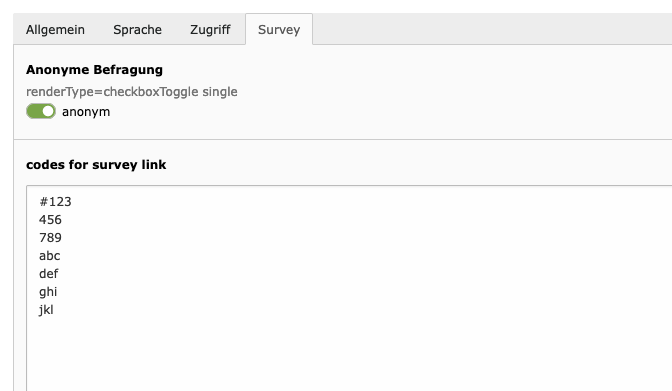 Allgemein Sprache Zugriff Survey
Anonyme Befragung
renderType=checkboxToggle single
anonym
codes for survey link
#123
456
789
abc
def
ghi
jkl